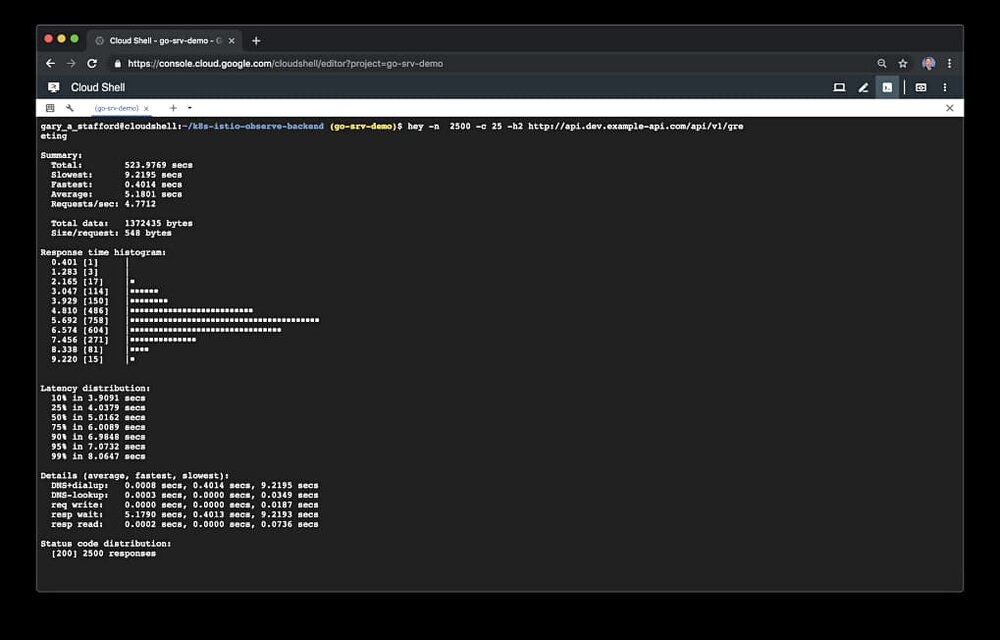 Cloud Shell - go-srv-demo - G
https://console.cloud.google.com/cloudshell/editor?project=go-srv-demo
Cloud Shell
(go-srv-demo)
gary_a_stafford@cloudshell:~/k8s-istio-observe-backend (go-srv-demo)$ hey -n  2500 -c 25 -h2 http://api.dev.example-api.com/api/v1/gre
eting
Summary:
Total: 523.9769 secs
Slowest: 9.2195 secs
Fastest: 0.4014 secs
Average: 5.1801 secs
Requests/sec: 4.7712
Total data: 1372435 bytes
Size/request: 548 bytes
Response time histogram:
0.401 [1] |
1.283 [3] |
2.165 [17] |
3.047 [114] |
3.929 [150] |
4.810 [486] |
5.692 [758] |
6.574 [604] |
7.456 [271] |
8.338 [81] |
9.220 [15] |
Latency distribution:
10% in 3.9091 secs
25% in 4.0379 secs
50% in 5.0162 secs
75% in 6.0089 secs
90% in 6.9848 secs
95% in 7.0732 secs
99% in 8.0647 secs
Details (average, fastest, slowest):
DNS+dialup: 0.0008 secs, 0.4014 secs, 9.2195 secs
DNS-lookup: 0.0003 secs, 0.0000 secs, 0.0349 secs
req write: 0.0000 secs, 0.0000 secs, 0.0187 secs
resp wait: 5.1790 secs, 0.4013 secs, 9.2193 secs
resp read: 0.0002 secs, 0.0000 secs, 0.0736 secs
Status code distribution:
[200] 2500 responses